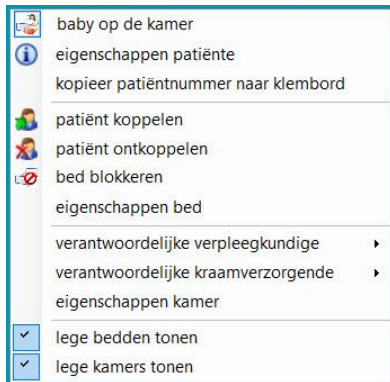 baby op de kamer
eigenschappen patiënte
kopieer patiëntnummer naar klembord
patiënt koppelen
patiënt ontkoppelen
bed blokkeren
eigenschappen bed
verantwoordelijke verpleegkundige
verantwoordelijke kraamverzorgende
eigenschappen kamer
lege bedden tonen
lege kamers tonen